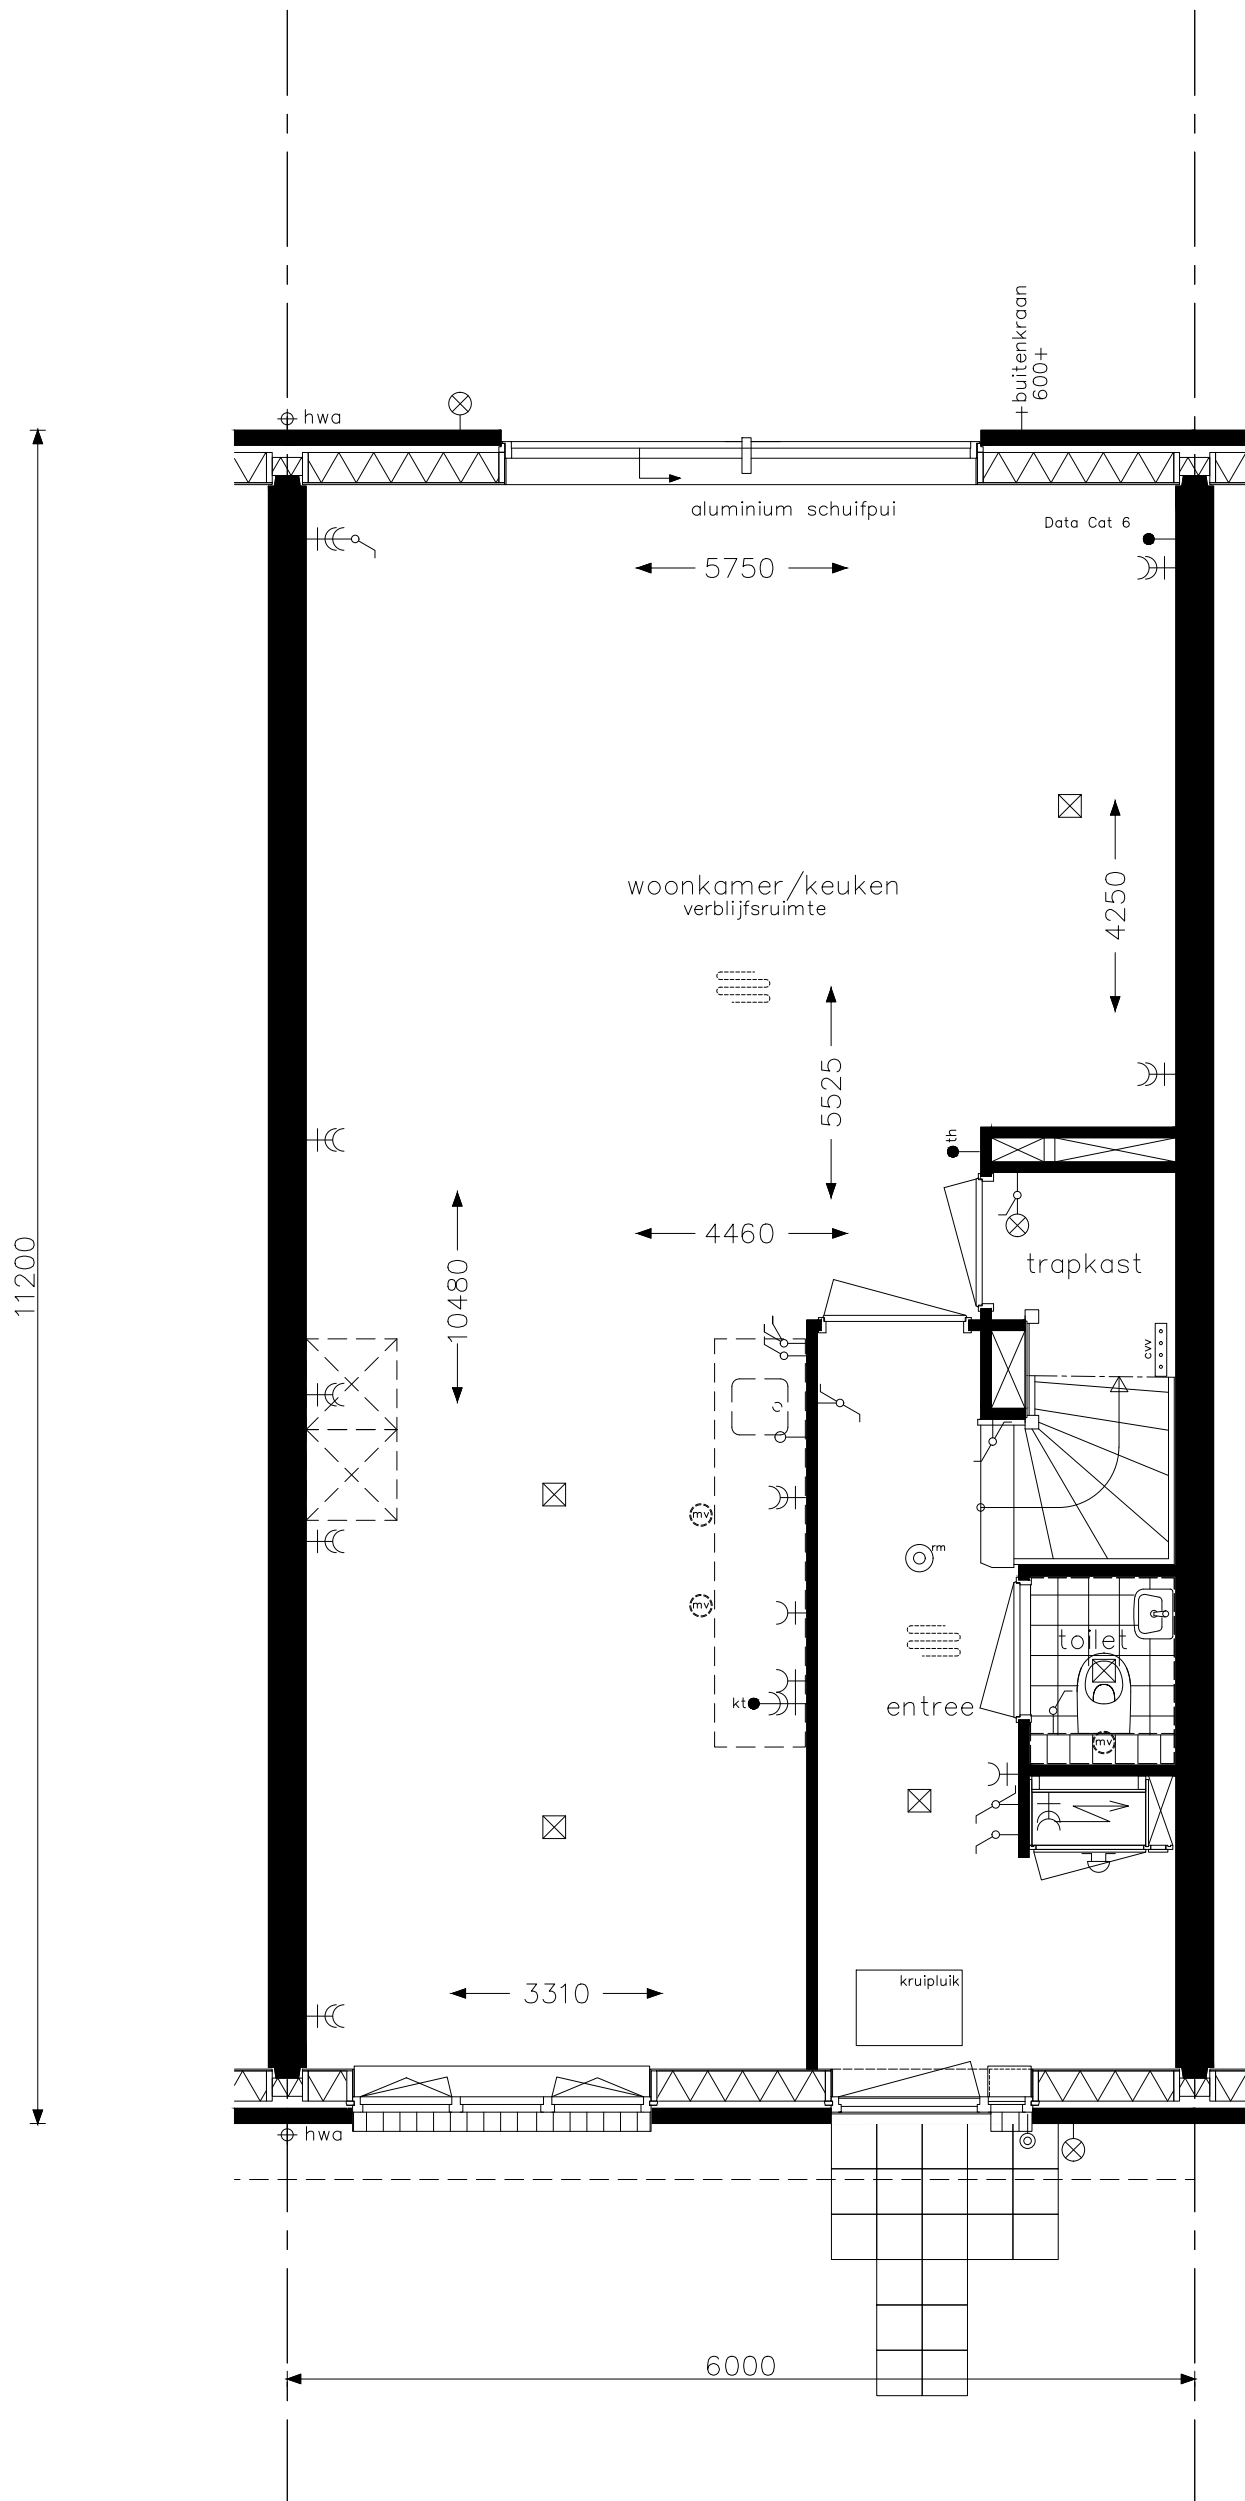 buitenkraan
600+
hwa
aluminium schuifpui
Data Cat 6
5750
woonkamer/keuken
verblijfsruimte
4250
5525
th
4460
trapkast
11200
10480
cvv
mv
rm
mv
toilet
kt
entree
mv
kruipluik
3310
hwa
6000